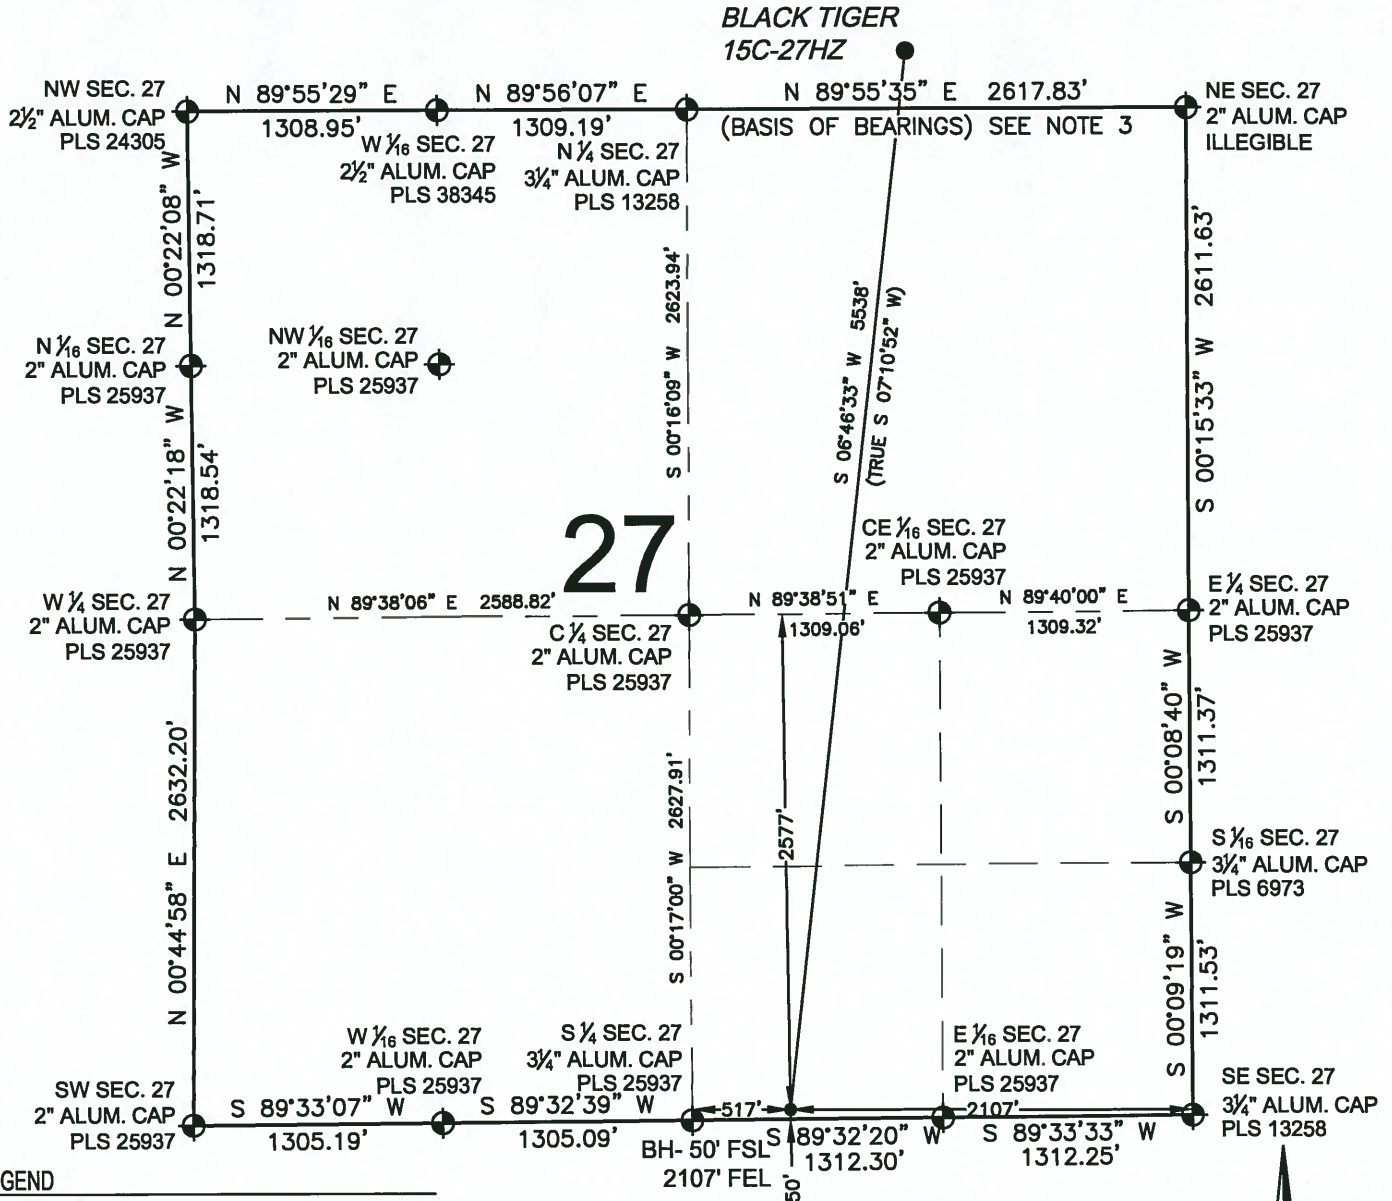 BLACK TIGER
15C-27HZ
NW SEC. 27
2½" ALUM. CAP
PLS 24305
N 89°55'29" E
1308.95'
W 1/16 SEC. 27
2½" ALUM. CAP
PLS 38345
N 89°56'07" E
1309.19'
N ¼ SEC. 27
3¼" ALUM. CAP
PLS 13258
N 89°55'35" E 2617.83'
(BASIS OF BEARINGS) SEE NOTE 3
NE SEC. 27
2" ALUM. CAP
ILLEGIBLE
N 00°22'08" W
1318.71'
S 00°16'09" W 2623.94'
S 06°46'33" W 5538'
(TRUE S 07°10'52" W)
S 00°15'33" W 2611.63'
N 1/16 SEC. 27
2" ALUM. CAP
PLS 25937
NW 1/16 SEC. 27
2" ALUM. CAP
PLS 25937
N 00°22'18" W
1318.54'
27
CE 1/16 SEC. 27
2" ALUM. CAP
PLS 25937
W ¼ SEC. 27
2" ALUM. CAP
PLS 25937
N 89°38'06" E 2588.82'
C ¼ SEC. 27
2" ALUM. CAP
PLS 25937
N 89°38'51" E
1309.06'
N 89°40'00" E
1309.32'
E ¼ SEC. 27
2" ALUM. CAP
PLS 25937
N 00°44'58" E 2632.20'
S 00°17'00" W 2627.91'
2577'
S 00°08'40" W
1311.37'
S 1/16 SEC. 27
3¼" ALUM. CAP
PLS 6973
S 00°09'19" W
1311.53'
SW SEC. 27
2" ALUM. CAP
PLS 25937
S 89°33'07" W
1305.19'
W 1/16 SEC. 27
2" ALUM. CAP
PLS 25937
S 89°32'39" W
1305.09'
S ¼ SEC. 27
3¼" ALUM. CAP
PLS 25937
517'
2107'
E 1/16 SEC. 27
2" ALUM. CAP
PLS 25937
BH- 50' FSL
2107' FEL
50'
S 89°32'20" W
1312.30'
S 89°33'33" W
1312.25'
SE SEC. 27
3¼" ALUM. CAP
PLS 13258
GEND